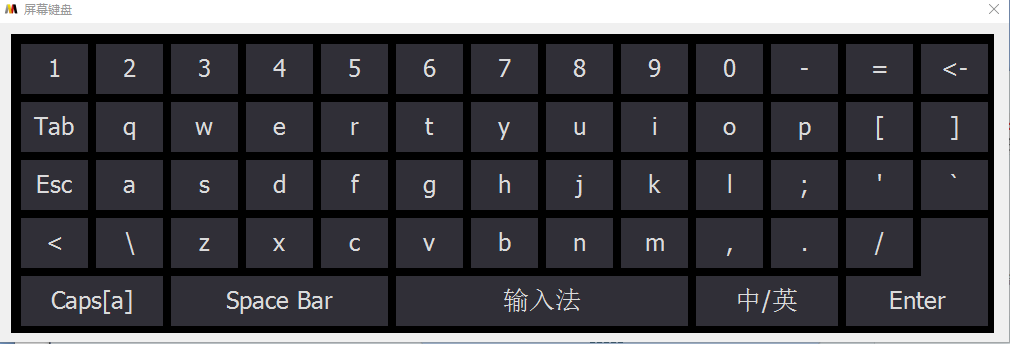 屏幕键盘
1 2 3 4 5 6 7 8 9 0 - = <-
Tab q w e r t y u i o p [ ]
Esc a s d f g h j k l ; ' `
< \ z x c v b n m , . /
Caps[a] Space Bar 输入法 中/英 Enter